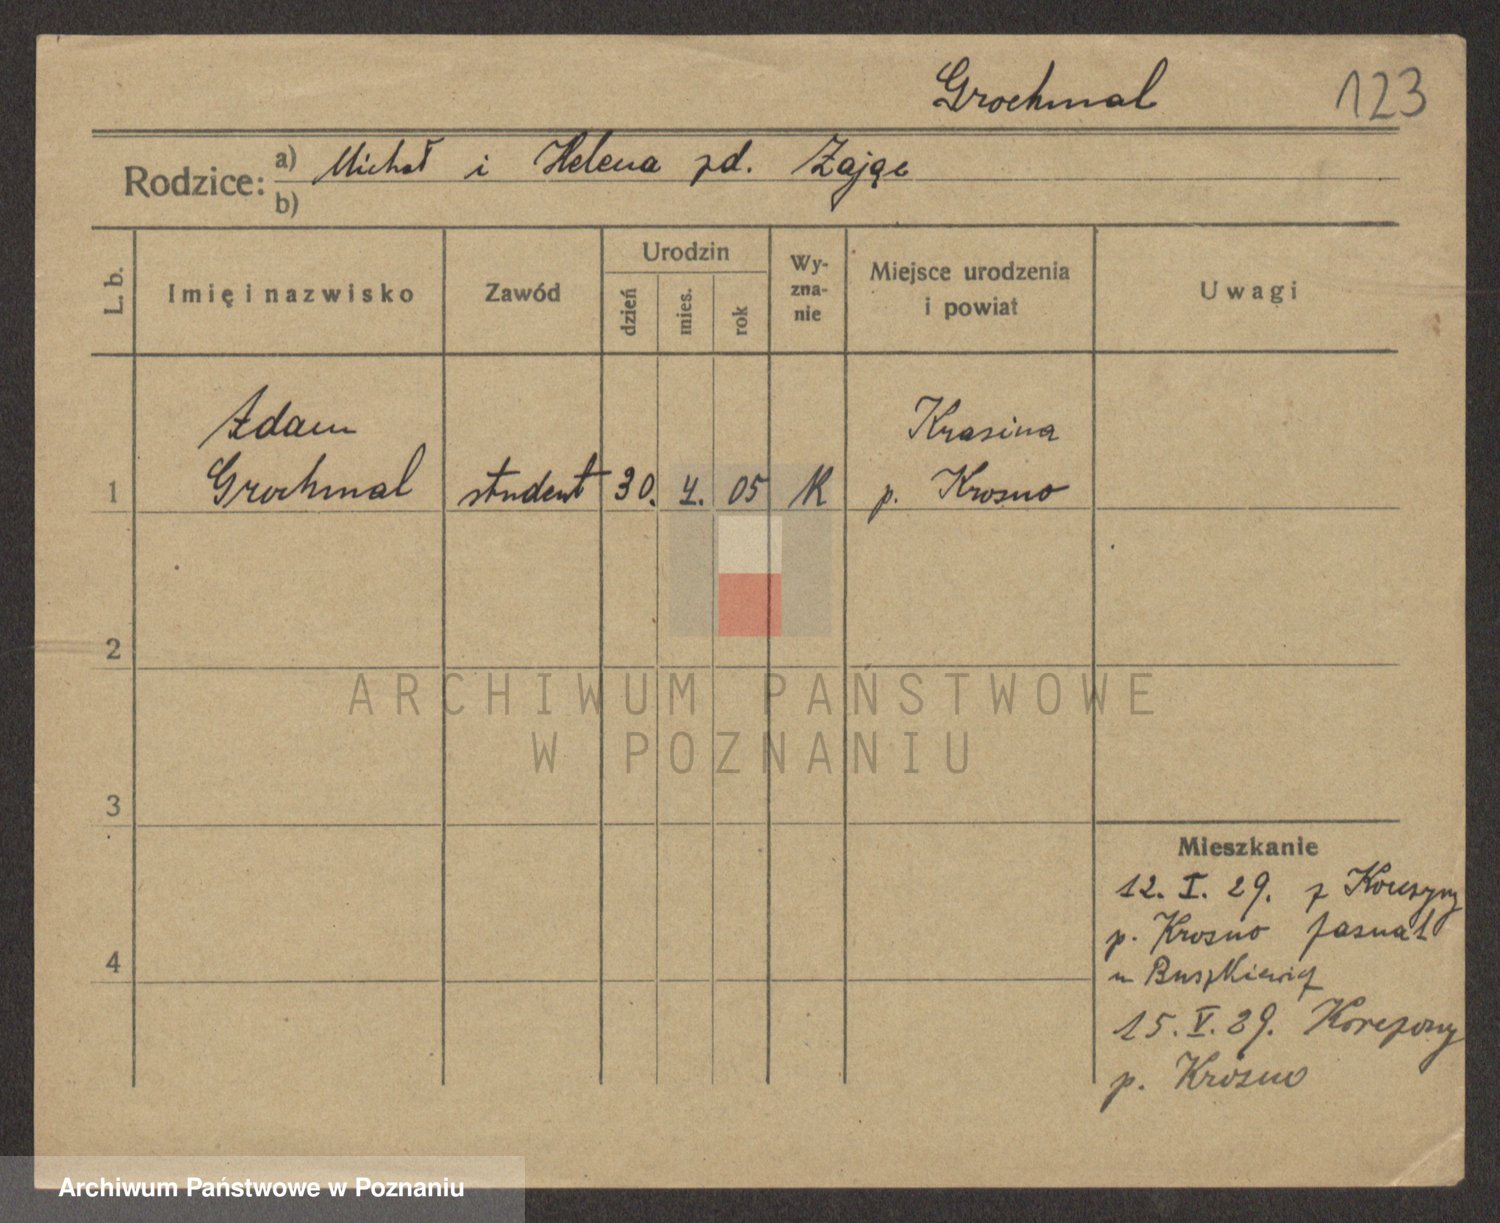 Grochmal 123
Rodzice: a) Michał i Helena zd. Zając
b)
L. b. Imię i nazwisko Zawód Urodzin dzień mies. rok Wy-zna-nie Miejsce urodzenia i powiat Uwagi
Adam Krasina
1 Grochmal student 30. 4. 05 K p. Krosno
2
ARCHIWUM PAŃSTWOWE
W POZNANIU
3
Mieszkanie
12. I. 29. z
p. Krosno
4
u Buszkiewicz
15. V. 29.
p. Krosno
Archiwum Państwowe w Poznaniu